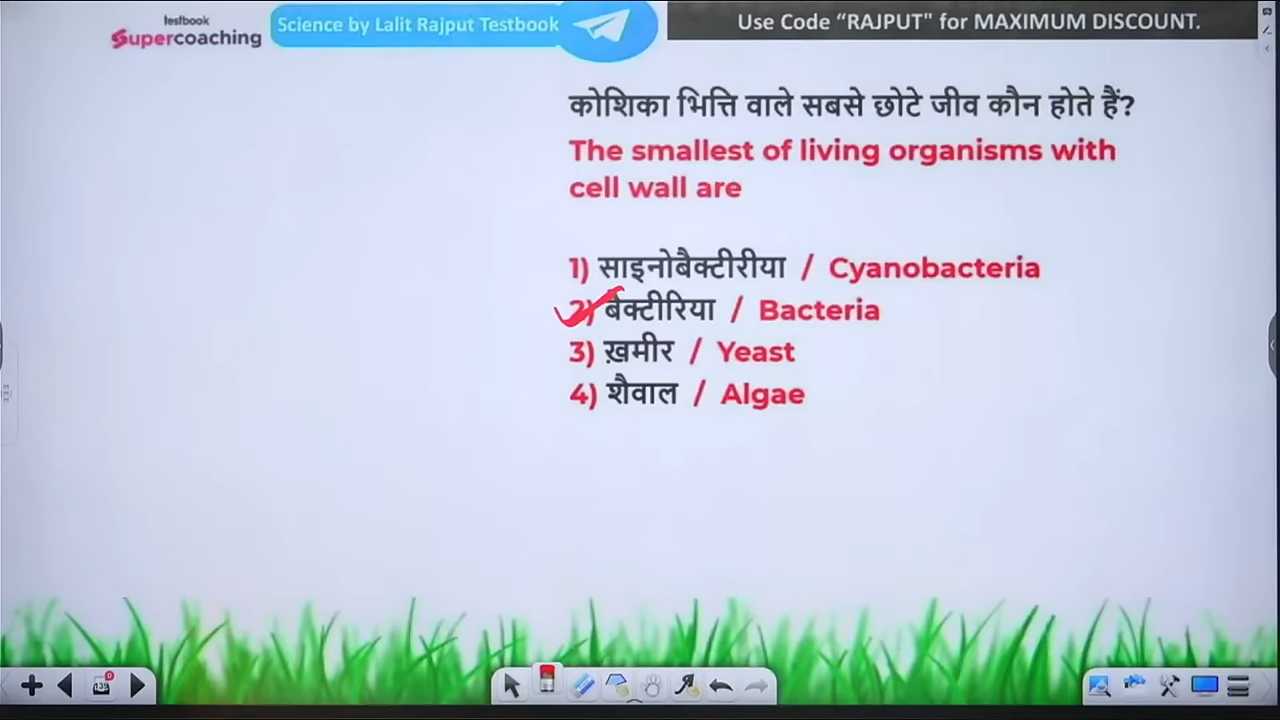 testbook
Supercoaching
Science by Lalit Rajput Testbook
Use Code “RAJPUT" for MAXIMUM DISCOUNT.
कोशिका भित्ति वाले सबसे छोटे जीव कौन होते हैं?
The smallest of living organisms with
cell wall are
1) साइनोबैक्टीरीया / Cyanobacteria
2) बैक्टीरिया / Bacteria
3) ख़मीर / Yeast
4) शैवाल / Algae
139